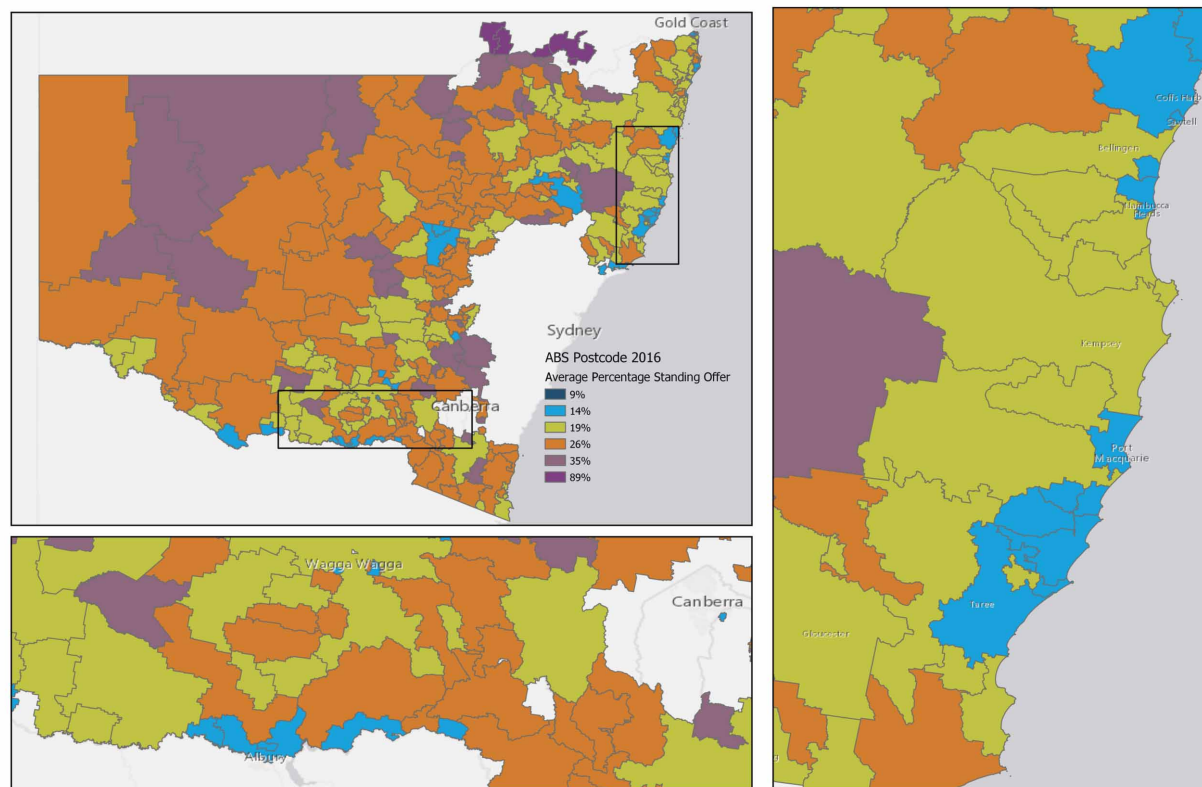 Gold Coast
Sydney
ABS Postcode 2016
Average Percentage Standing Offer
9%
14%
19%
26%
35%
89%
Canberra
Wagga Wagga
Canberra
Albury
Coffs Harb
Sawtell
Bellingen
Nambucca
Heads
Kempsey
Port
Macquarie
Taree
Gloucester